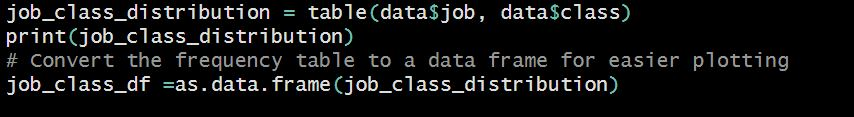 job_class_distribution = table(data$job, data$class)
print(job_class_distribution)
# Convert the frequency table to a data frame for easier plotting
job_class_df =as.data.frame(job_class_distribution)